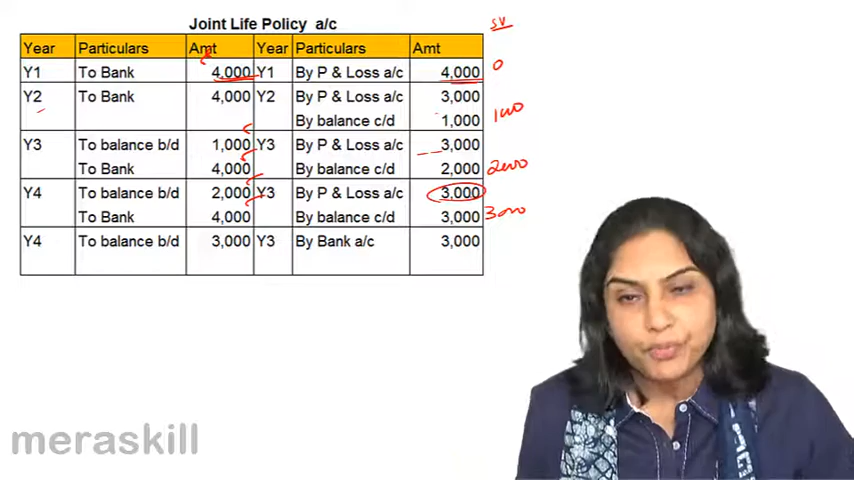 Joint Life Policy a/c
SV
Year Particulars Amt Year Particulars Amt
Y1 To Bank 4,000 Y1 By P & Loss a/c 4,000 0
Y2 To Bank 4,000 Y2 By P & Loss a/c 3,000
By balance c/d 1,000 1000
Y3 To balance b/d 1,000 Y3 By P & Loss a/c 3,000
To Bank 4,000 By balance c/d 2,000 2000
Y4 To balance b/d 2,000 Y3 By P & Loss a/c 3,000
To Bank 4,000 By balance c/d 3,000 3000
Y4 To balance b/d 3,000 Y3 By Bank a/c 3,000
meraskill